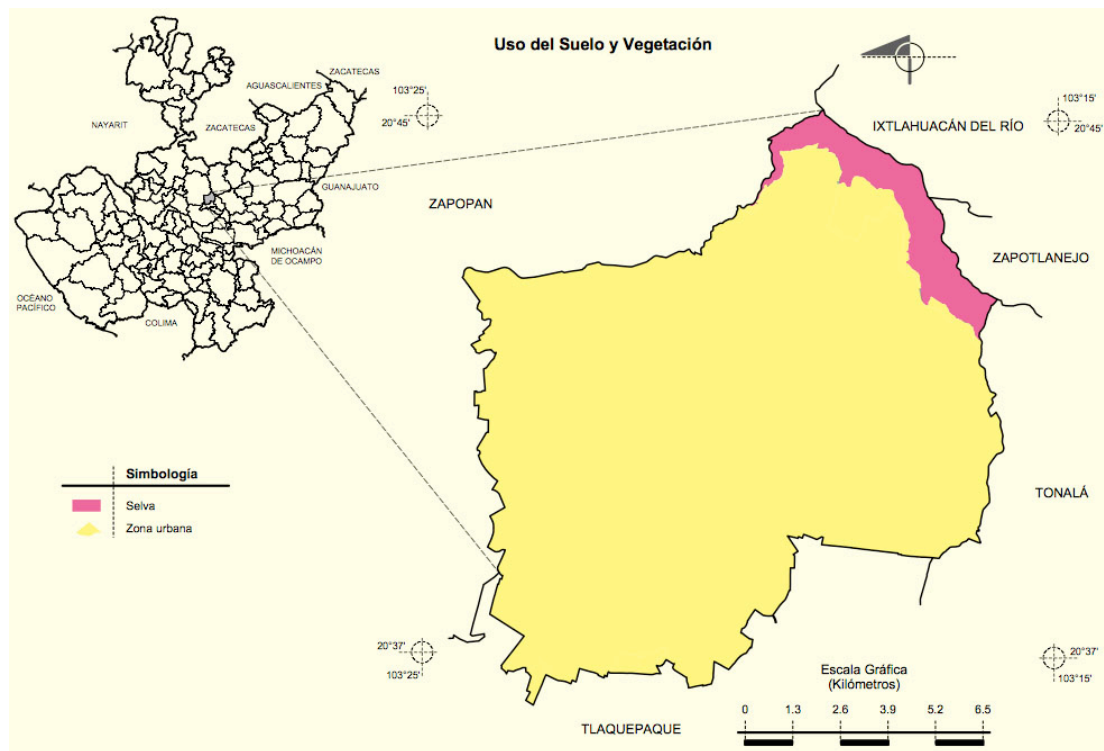 Uso del Suelo y Vegetación
ZACATECAS
AGUASCALIENTES
103°25'
20°45'
NAYARIT
ZACATECAS
103°15'
20°45'
IXTLAHUACÁN DEL RÍO
GUANAJUATO
ZAPOPAN
MICHOACÁN
DE OCAMPO
ZAPOTLANEJO
OCÉANO
PACÍFICO
COLIMA
Simbología
Selva
Zona urbana
TONALÁ
20°37'
103°25'
20°37'
103°15'
Escala Gráfica
(Kilómetros)
0 1.3 2.6 3.9 5.2 6.5
TLAQUEPAQUE